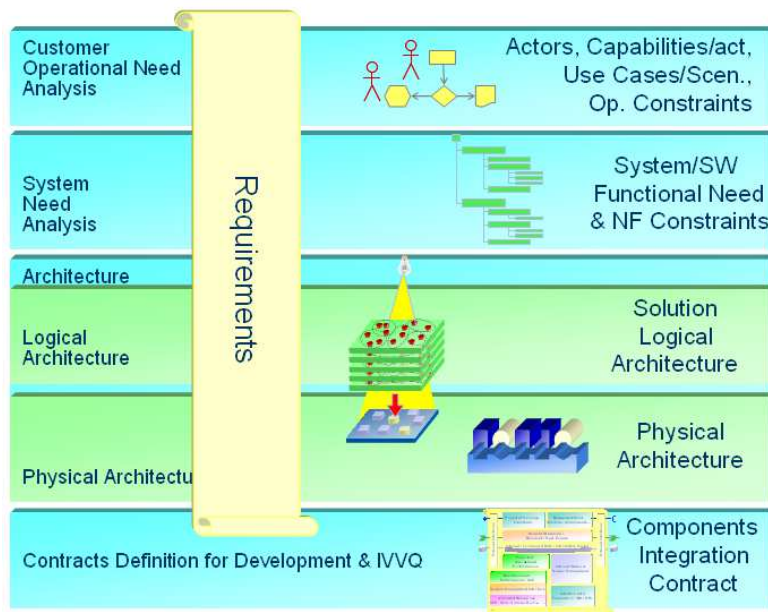 Customer
Operational Need
Analysis
Actors, Capabilities/act,
Use Cases/Scen.,
Op. Constraints
Requirements
System
Need
Analysis
System/SW
Functional Need
& NF Constraints
Architecture
Logical
Architecture
Solution
Logical
Architecture
Physical Architectu
Physical
Architecture
Contracts Definition for Development & IVVQ
Components
Integration
Contract